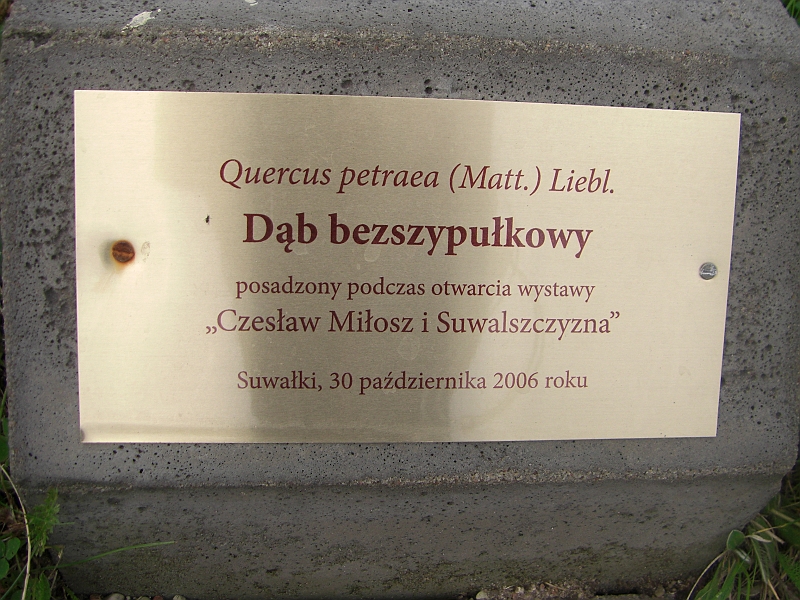 Quercus petraea (Matt.) Liebl.
Dąb bezszypułkowy
posadzony podczas otwarcia wystawy
„Czesław Miłosz i Suwalszczyzna”
Suwałki, 30 października 2006 roku